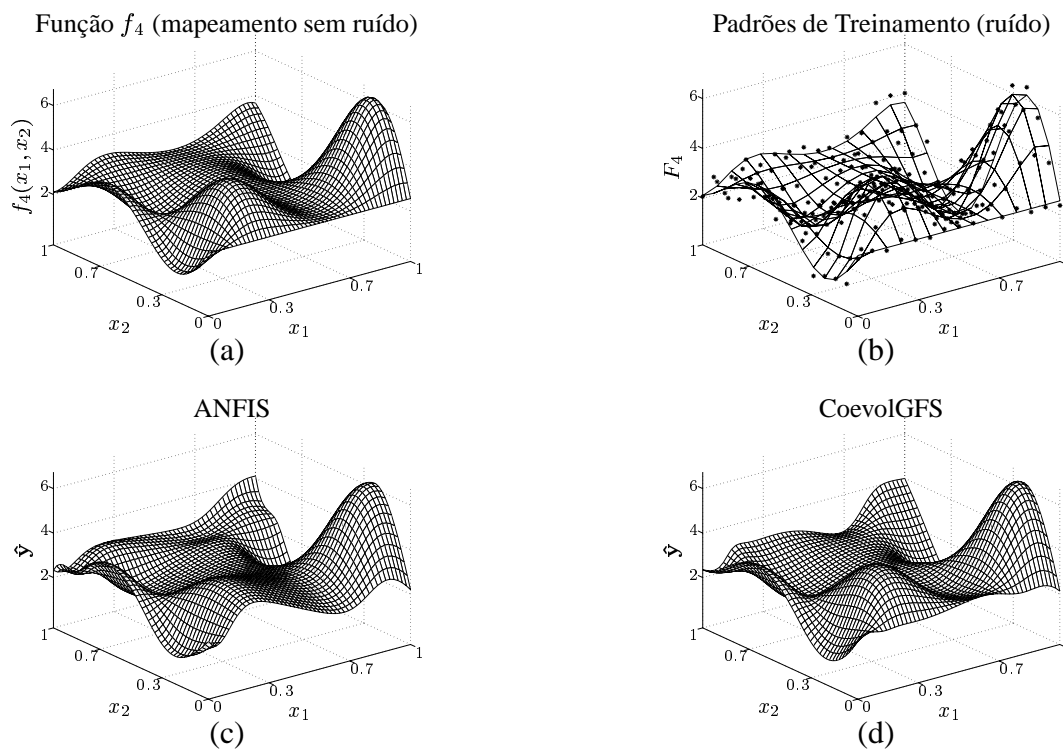 Função f₄ (mapeamento sem ruído)
f₄(x₁, x₂)
6
4
2
1
0.7
0.3
0
x₂
0
0.3
0.7
1
x₁
(a)
Padrões de Treinamento (ruído)
F₄
6
4
2
1
0.7
0.3
0
x₂
0
0.3
0.7
x₁
(b)
ANFIS
ŷ
6
4
2
1
0.7
0.3
0
x₂
0
0.3
0.7
1
x₁
(c)
CoevolGFS
ŷ
6
4
2
1
0.7
0.3
0
x₂
0
0.3
0.7
x₁
(d)